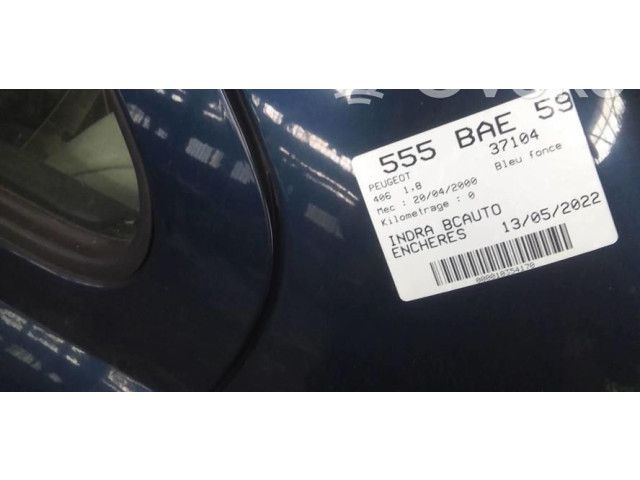 555 BAE 59
37104
PEUGEOT
406 1.8
Bleu fonce
Mec : 20/04/2000
Kilometrage : 0
INDRA BCAUTO
ENCHERES
13/05/2022
000010254170